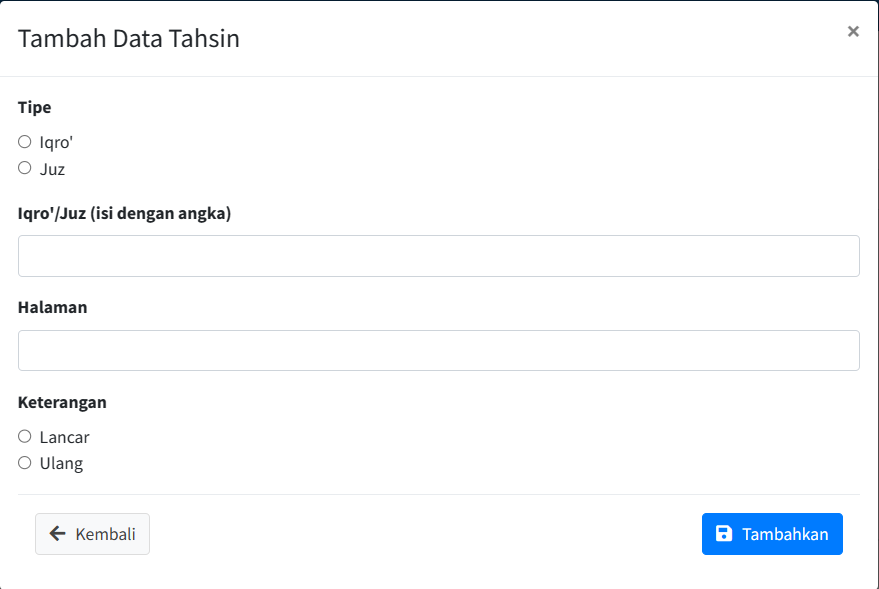 Tambah Data Tahsin ×
Tipe
Iqro'
Juz
Iqro'/Juz (isi dengan angka)
Halaman
Keterangan
Lancar
Ulang
Kembali
Tambahkan